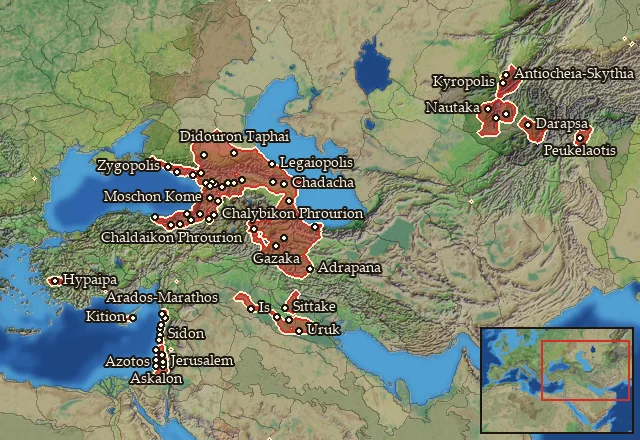 Antiocheia-Skythia
Kyropolis
Nautaka
Darapsa
Peukelaotis
Didouron Taphai
Zygopolis
Legaiopolis
Chadacha
Moschon Kome
Chalybikon Phrourion
Chaldaikon Phrourion
Gazaka
Adrapana
Hypaipa
Arados-Marathos
Is
Sittake
Kition
Uruk
Sidon
Azotos
Jerusalem
Askalon